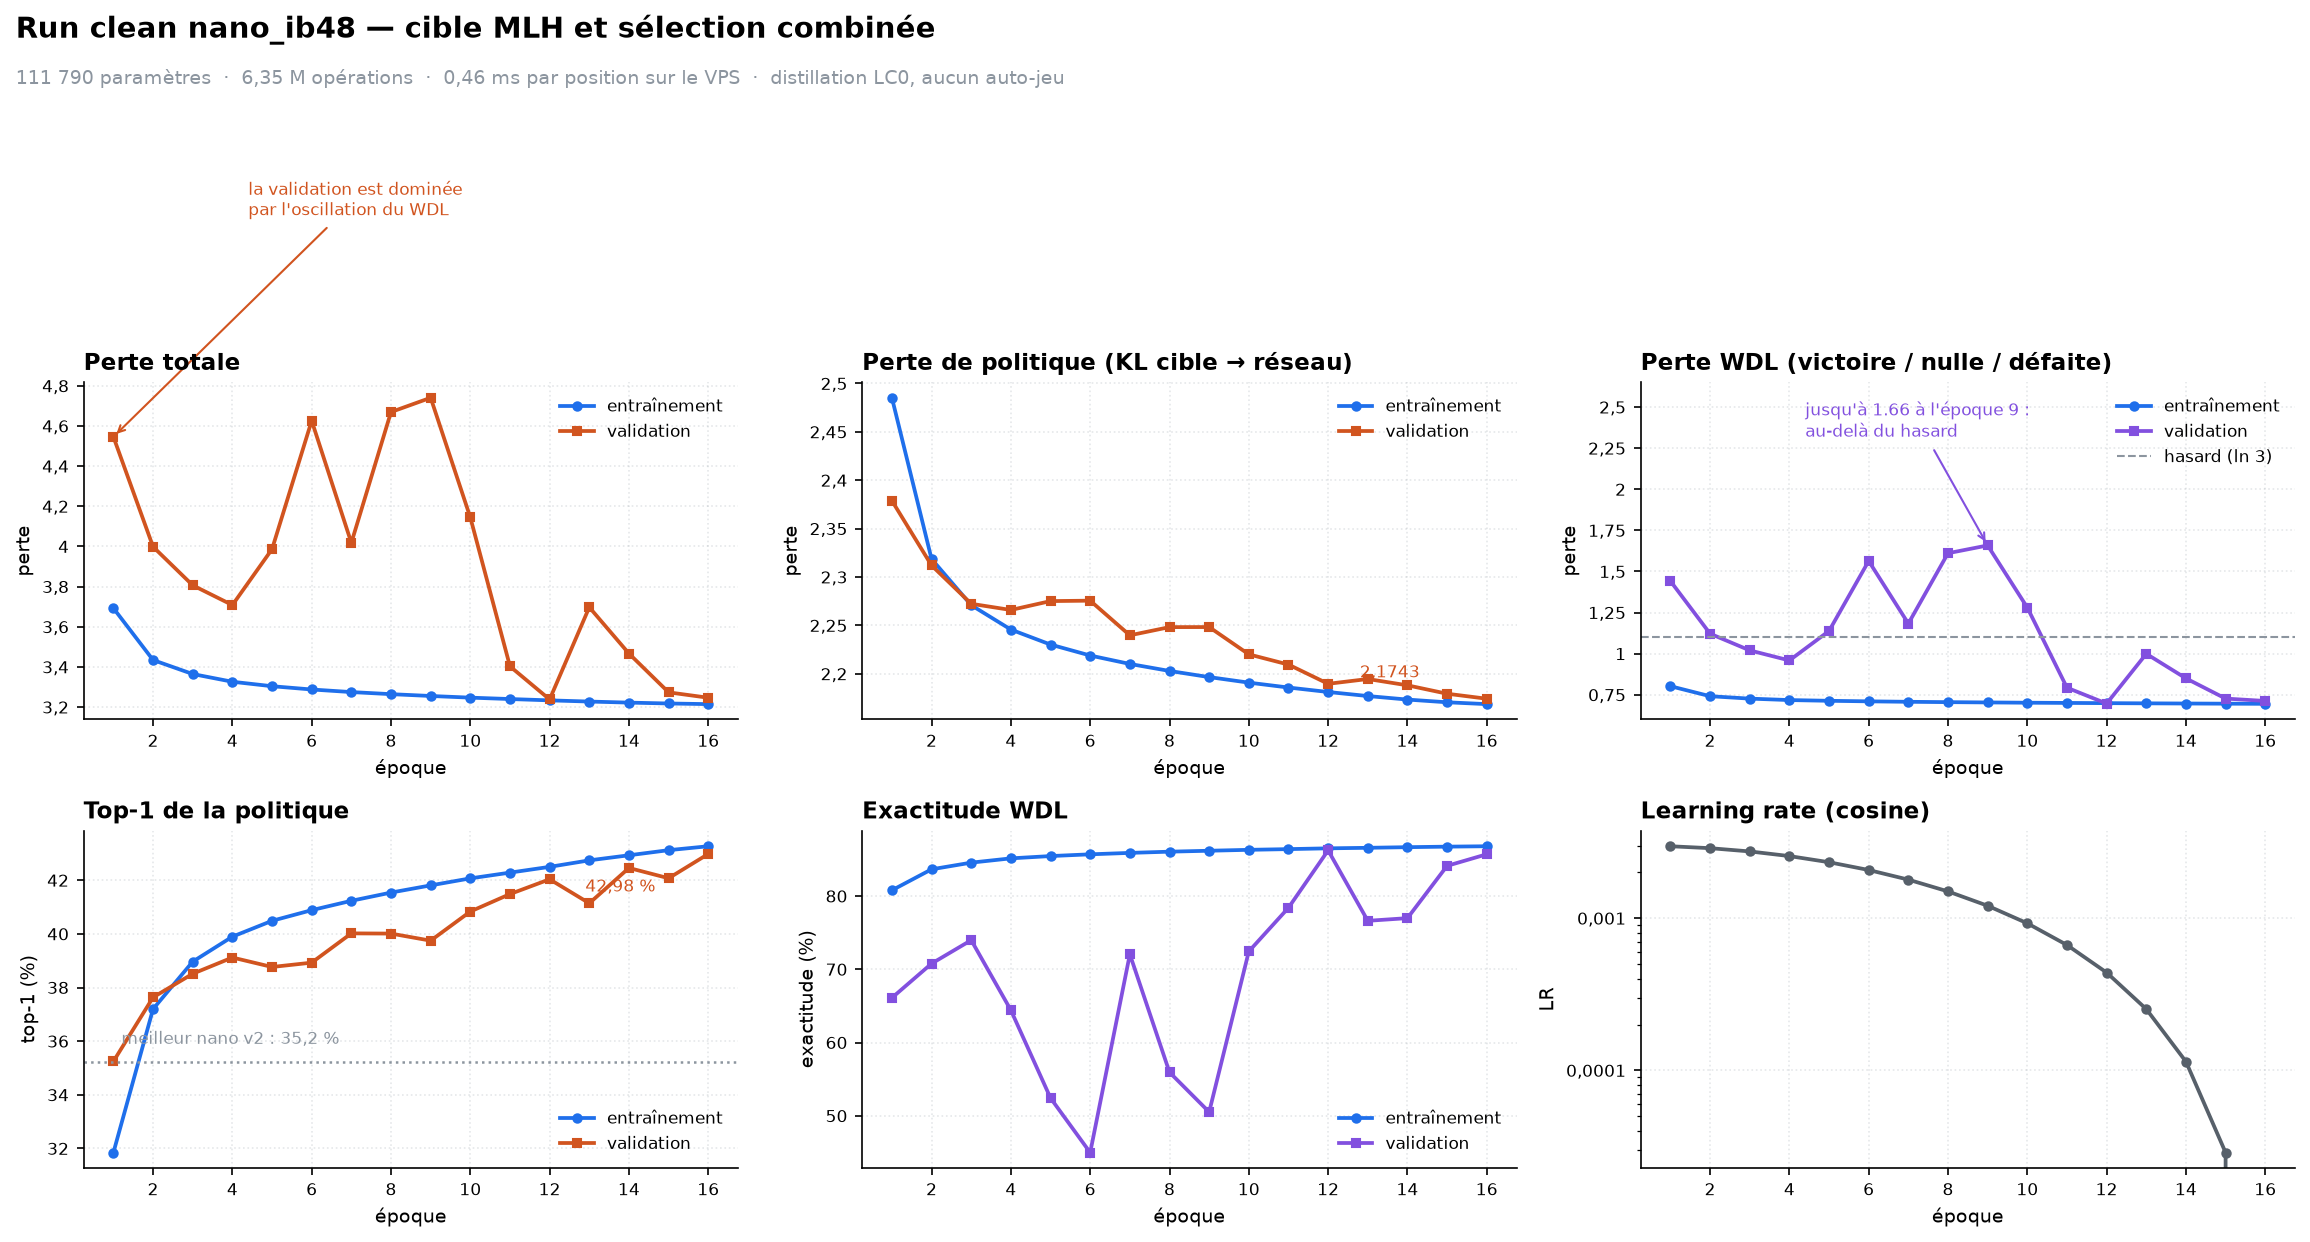 Run clean nano_ib48 — cible MLH et sélection combinée
111 790 paramètres · 6,35 M opérations · 0,46 ms par position sur le VPS · distillation LC0, aucun auto-jeu
la validation est dominée
par l'oscillation du WDL
Perte totale
4,8
4,6
4,4
4,2
4
3,8
3,6
3,4
3,2
perte
entraînement
validation
2 4 6 8 10 12 14 16
époque
Perte de politique (KL cible → réseau)
2,5
2,45
2,4
2,35
2,3
2,25
2,2
perte
entraînement
validation
2.1743
2 4 6 8 10 12 14 16
époque
Perte WDL (victoire / nulle / défaite)
2,5
2,25
2
1,75
1,5
1,25
1
0,75
perte
jusqu'à 1.66 à l'époque 9 :
au-delà du hasard
entraînement
validation
hasard (ln 3)
2 4 6 8 10 12 14 16
époque
Top-1 de la politique
42
40
38
36
34
32
top-1 (%)
42,98 %
meilleur nano v2 : 35,2 %
entraînement
validation
2 4 6 8 10 12 14 16
époque
Exactitude WDL
80
70
60
50
exactitude (%)
entraînement
validation
2 4 6 8 10 12 14 16
époque
Learning rate (cosine)
0,001
0,0001
LR
2 4 6 8 10 12 14 16
époque